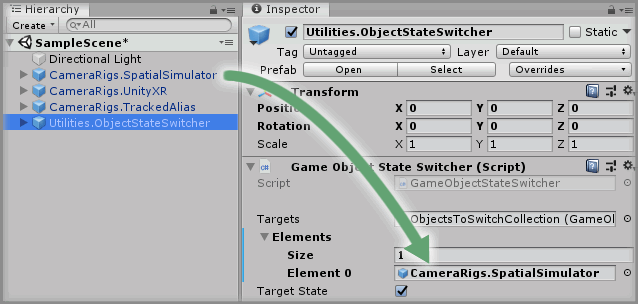 Hierarchy
Create
All
SampleScene*
Directional Light
CameraRigs.SpatialSimulator
CameraRigs.UnityXR
CameraRigs.TrackedAlias
Utilities.ObjectStateSwitcher
Inspector
Utilities.ObjectStateSwitcher
Static
Tag Untagged Layer Default
Prefab Open Select Overrides
Transform
Position X 0 Y 0 Z 0
Rotation X 0 Y 0 Z 0
Scale X 1 Y 1 Z 1
Game Object State Switcher (Script)
Script GameObjectStateSwitcher
Targets ObjectsToSwitchCollection (GameOl
Elements
Size 1
Element 0 CameraRigs.SpatialSimulator
Target State